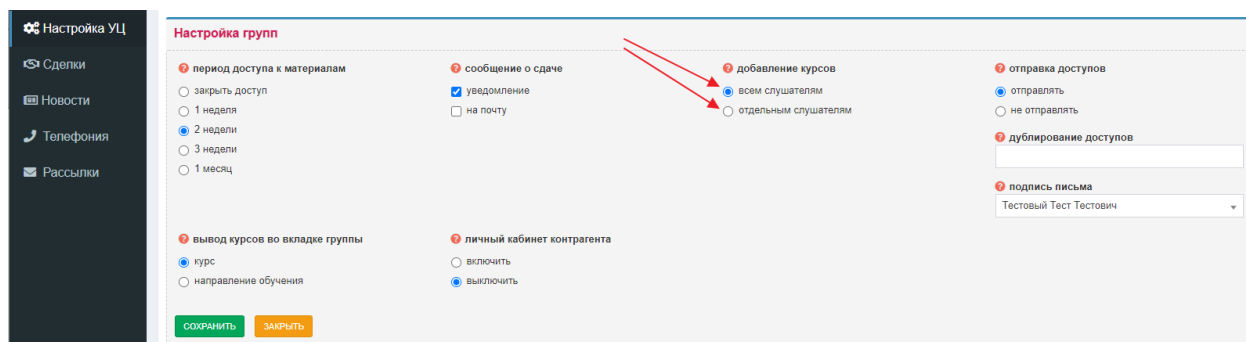 Настройка УЦ
Сделки
Новости
Телефония
Рассылки
Настройка групп
период доступа к материалам
закрыть доступ
1 неделя
2 недели
3 недели
1 месяц
сообщение о сдаче
уведомление
на почту
добавление курсов
всем слушателям
отдельным слушателям
отправка доступов
отправлять
не отправлять
дублирование доступов
подпись письма
Тестовый Тест Тестович
вывод курсов во вкладке группы
курс
направление обучения
личный кабинет контрагента
включить
выключить
СОХРАНИТЬ
ЗАКРЫТЬ